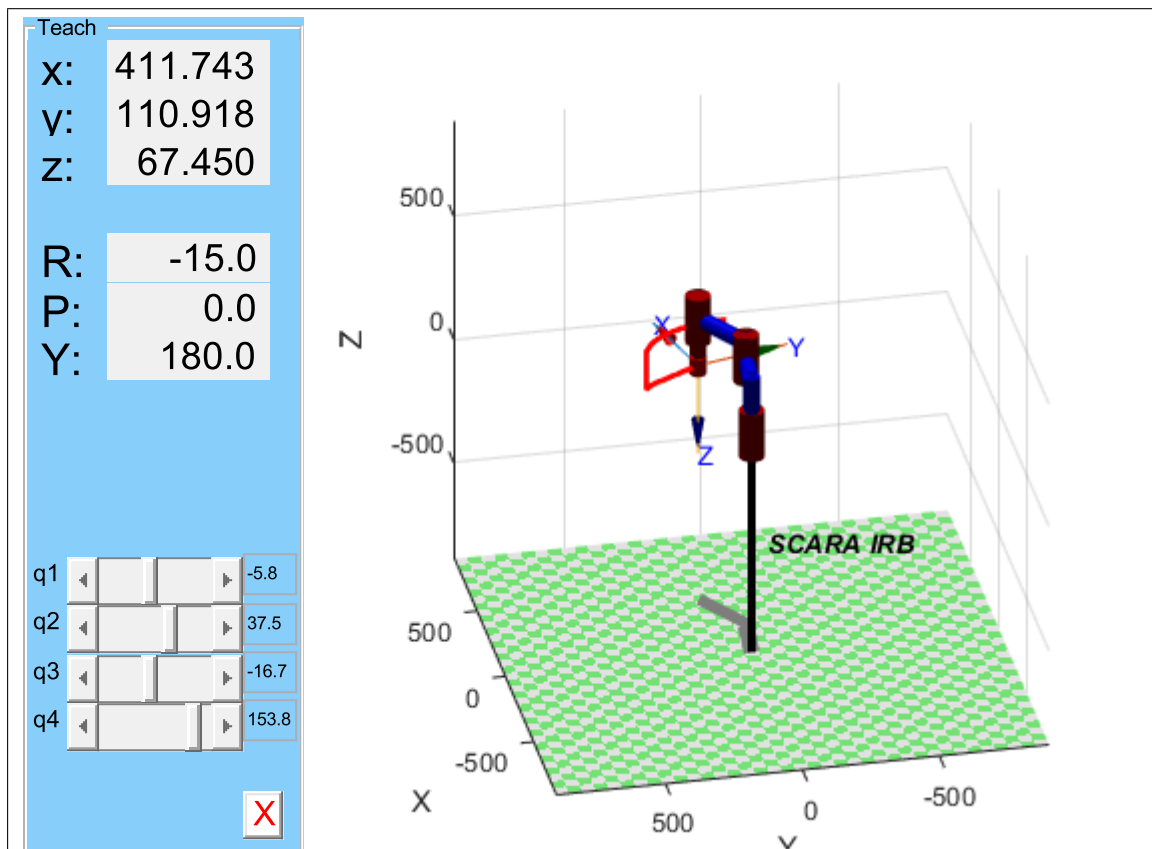 Teach
x: 411.743
y: 110.918
z: 67.450
R: -15.0
P: 0.0
Y: 180.0
q1 -5.8
q2 37.5
q3 -16.7
q4 153.8
X
500
0
-500
Z
X
Y
Z
SCARA IRB
500
0
-500
X
500
0
-500
Y